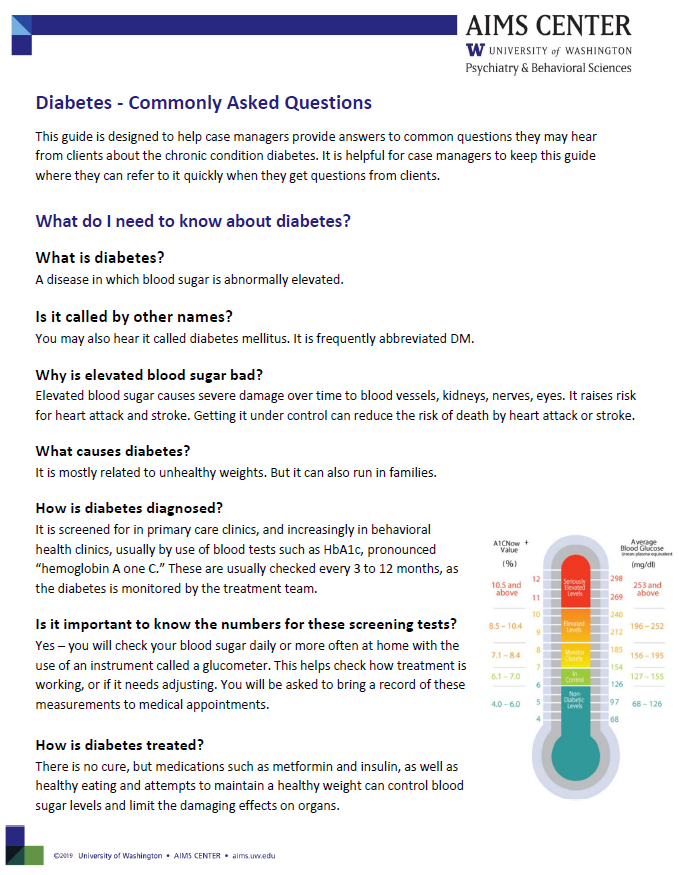 AIMS CENTER
W UNIVERSITY of WASHINGTON
Psychiatry & Behavioral Sciences
Diabetes - Commonly Asked Questions
This guide is designed to help case managers provide answers to common questions they may hear
from clients about the chronic condition diabetes. It is helpful for case managers to keep this guide
where they can refer to it quickly when they get questions from clients.
What do I need to know about diabetes?
What is diabetes?
A disease in which blood sugar is abnormally elevated.
Is it called by other names?
You may also hear it called diabetes mellitus. It is frequently abbreviated DM.
Why is elevated blood sugar bad?
Elevated blood sugar causes severe damage over time to blood vessels, kidneys, nerves, eyes. It raises risk
for heart attack and stroke. Getting it under control can reduce the risk of death by heart attack or stroke.
What causes diabetes?
It is mostly related to unhealthy weights. But it can also run in families.
How is diabetes diagnosed?
It is screened for in primary care clinics, and increasingly in behavioral
health clinics, usually by use of blood tests such as HbA1c, pronounced
“hemoglobin A one C.” These are usually checked every 3 to 12 months, as
the diabetes is monitored by the treatment team.
Is it important to know the numbers for these screening tests?
Yes – you will check your blood sugar daily or more often at home with the
use of an instrument called a glucometer. This helps check how treatment is
working, or if it needs adjusting. You will be asked to bring a record of these
measurements to medical appointments.
How is diabetes treated?
There is no cure, but medications such as metformin and insulin, as well as
healthy eating and attempts to maintain a healthy weight can control blood
sugar levels and limit the damaging effects on organs.
A1CNow +
Value
(%)
Average
Blood Glucose
(mean plasma equivalent)
(mg/dl)
10.5 and
above
12
11
Seriously
Elevated
Levels
298
269
253 and
above
8.5 – 10.4
10
9
Elevated
Levels
240
212
196 – 252
7.1 – 8.4
8
7
Monitor
Closely
185
154
156 – 195
6.1 – 7.0
In
Control
127 – 155
6
126
4.0 – 6.0
5
4
Non-
Diabetic
Levels
97
68
68 – 126
©2019 University of Washington • AIMS CENTER • aims.uw.edu